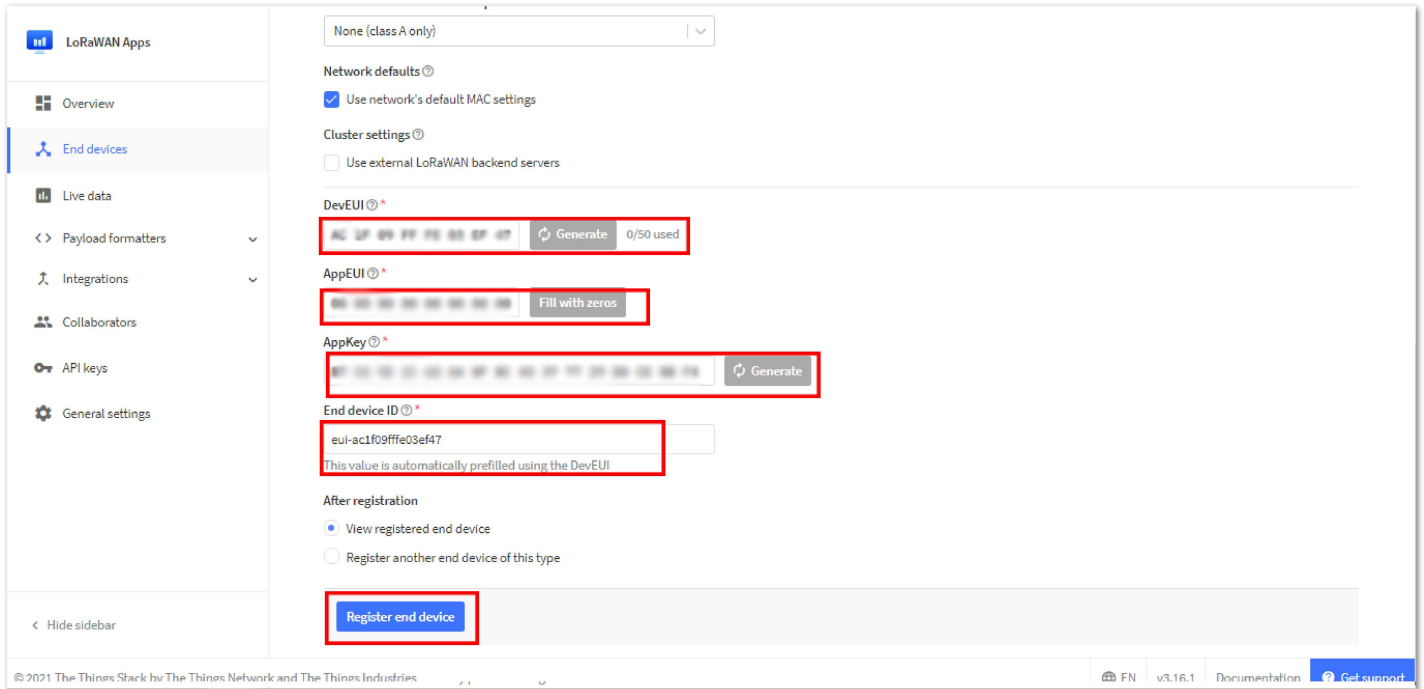 LoRaWAN Apps
Overview
End devices
Live data
Payload formatters
Integrations
Collaborators
API keys
General settings
Hide sidebar
None (class A only)
Network defaults
Use network's default MAC settings
Cluster settings
Use external LoRaWAN backend servers
DevEUI *
Generate 0/50 used
AppEUI *
Fill with zeros
AppKey *
Generate
End device ID *
eui-ac1f09fffe03ef47
This value is automatically prefilled using the DevEUI
After registration
View registered end device
Register another end device of this type
Register end device
© 2021 The Things Stack by The Things Network and The Things Industries
EN v3.16.1 Documentation Get support